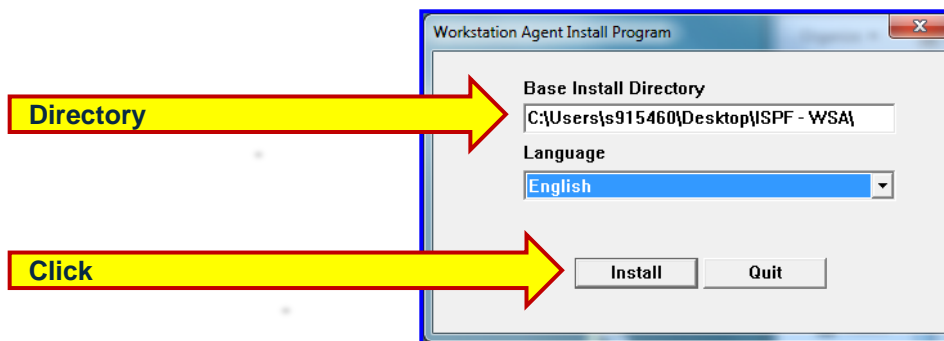 Workstation Agent Install Program
Base Install Directory
Directory
C:\Users\s915460\Desktop\ISPF - WSA\
Language
English
Click
Install Quit